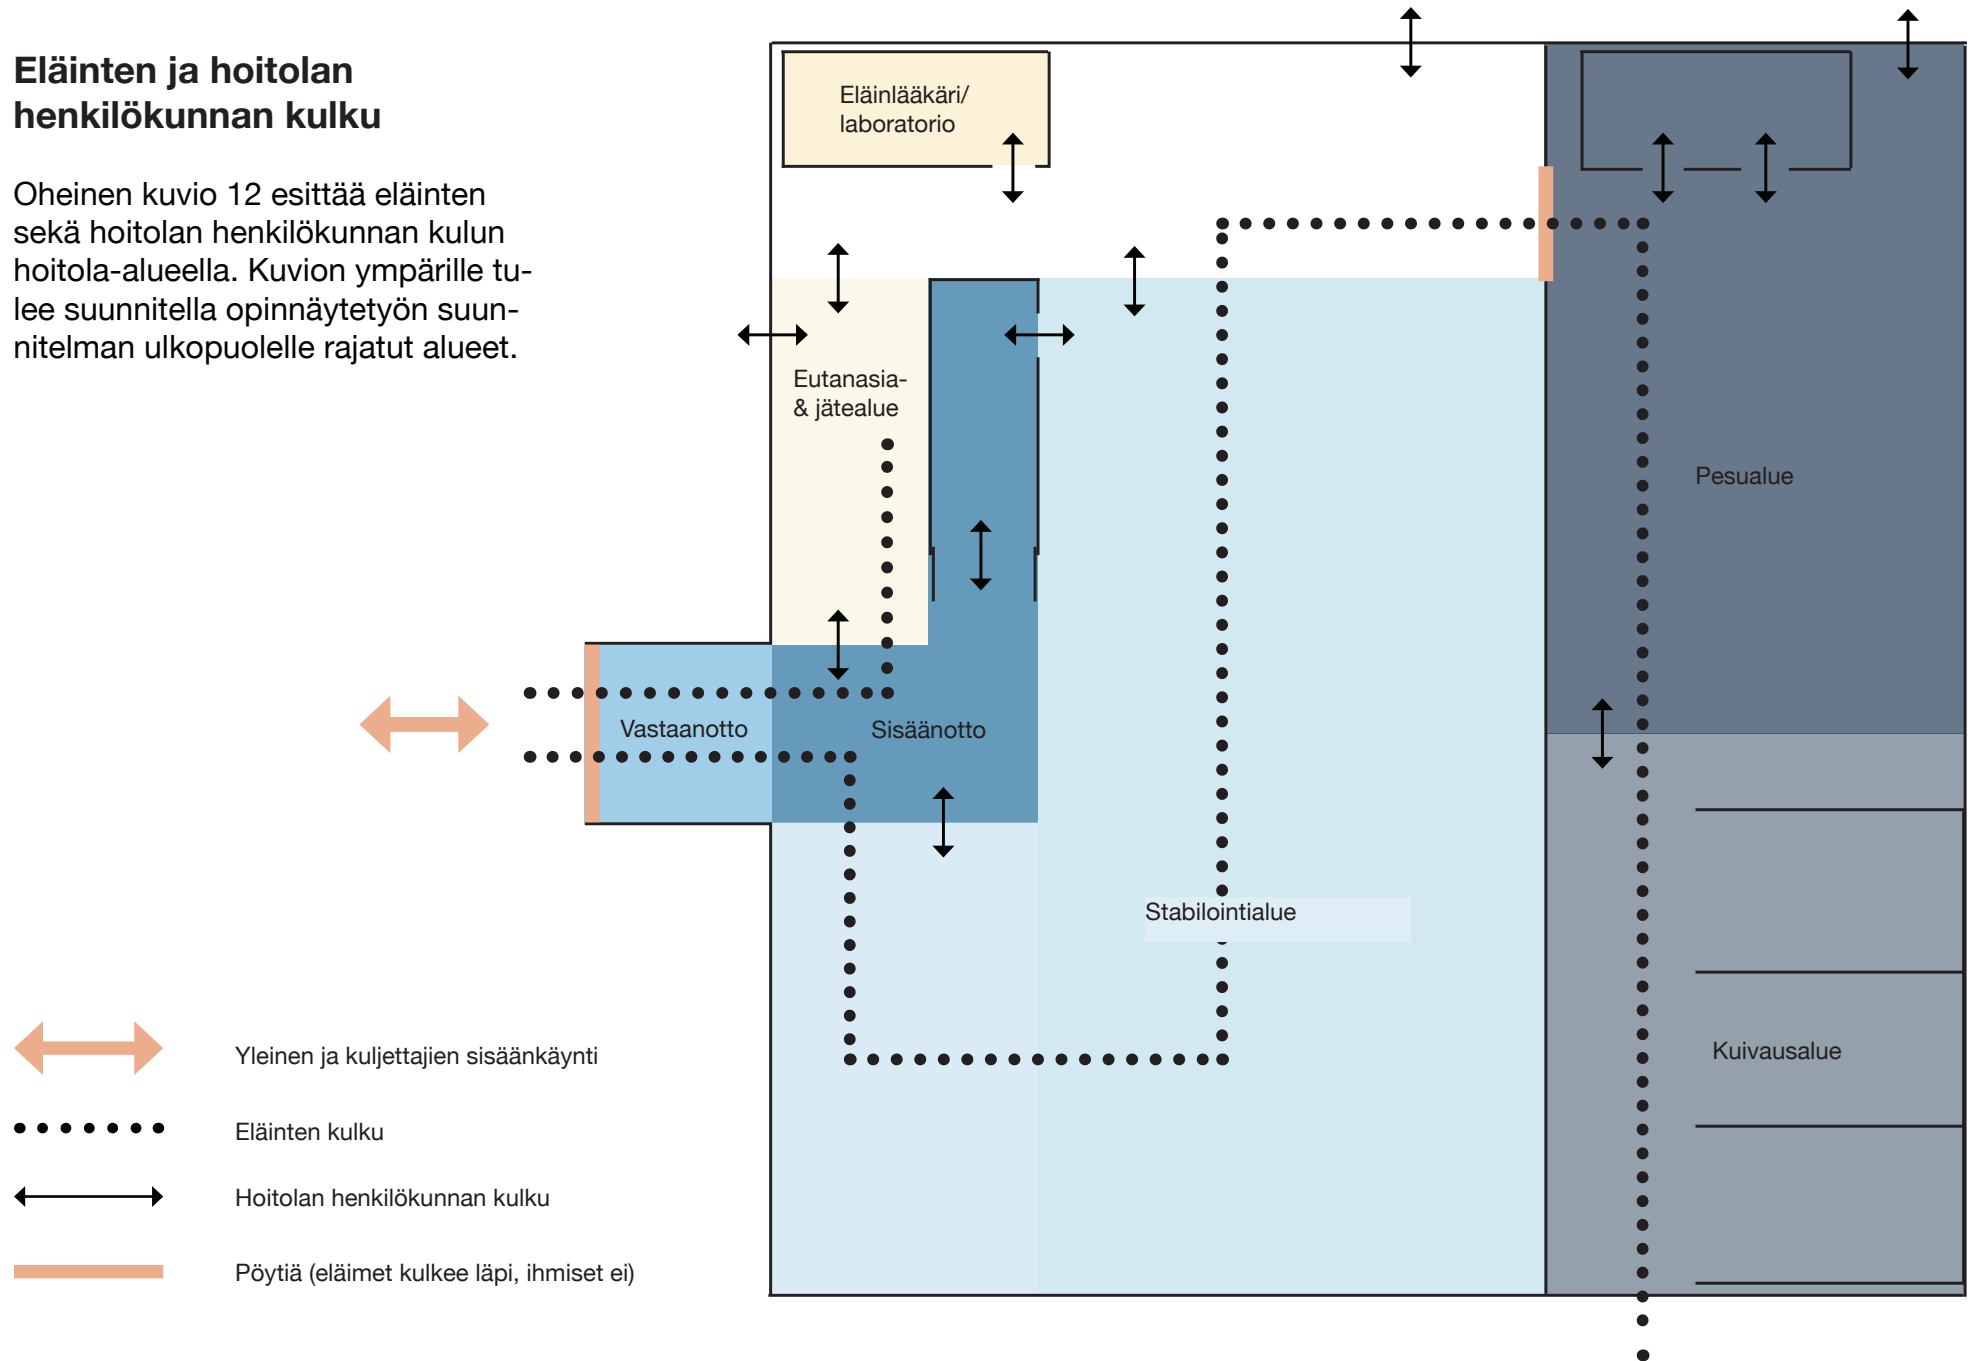 Eläinten ja hoitolan
henkilökunnan kulku
Oheinen kuvio 12 esittää eläinten
sekä hoitolan henkilökunnan kulun
hoitola-alueella. Kuvion ympärille tu-
lee suunnitella opinnäytetyön suun-
nitelman ulkopuolelle rajatut alueet.
Eläinlääkäri/
laboratorio
Eutanasia-
& jätealue
Pesualue
Vastaanotto
Sisäänotto
Stabilointialue
Kuivausalue
Yleinen ja kuljettajien sisäänkäynti
Eläinten kulku
Hoitolan henkilökunnan kulku
Pöytiä (eläimet kulkee läpi, ihmiset ei)